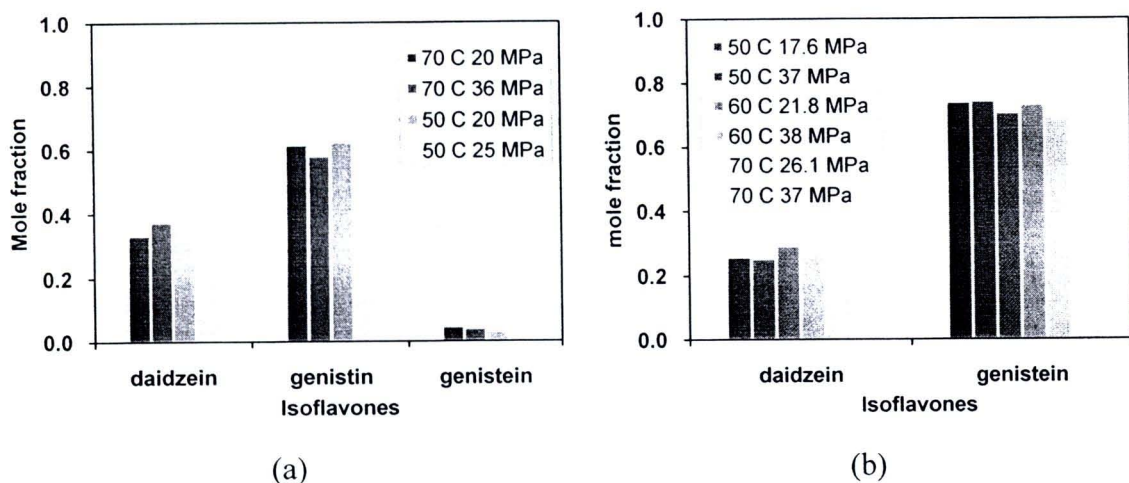 1.0
0.8
0.6
0.4
0.2
0.0
Mole fraction
70 C 20 MPa
70 C 36 MPa
50 C 20 MPa
50 C 25 MPa
daidzein genistin genistein
Isoflavones
(a)
1.0
0.8
0.6
0.4
0.2
0.0
mole fraction
50 C 17.6 MPa
50 C 37 MPa
60 C 21.8 MPa
60 C 38 MPa
70 C 26.1 MPa
70 C 37 MPa
daidzein genistein
Isoflavones
(b)